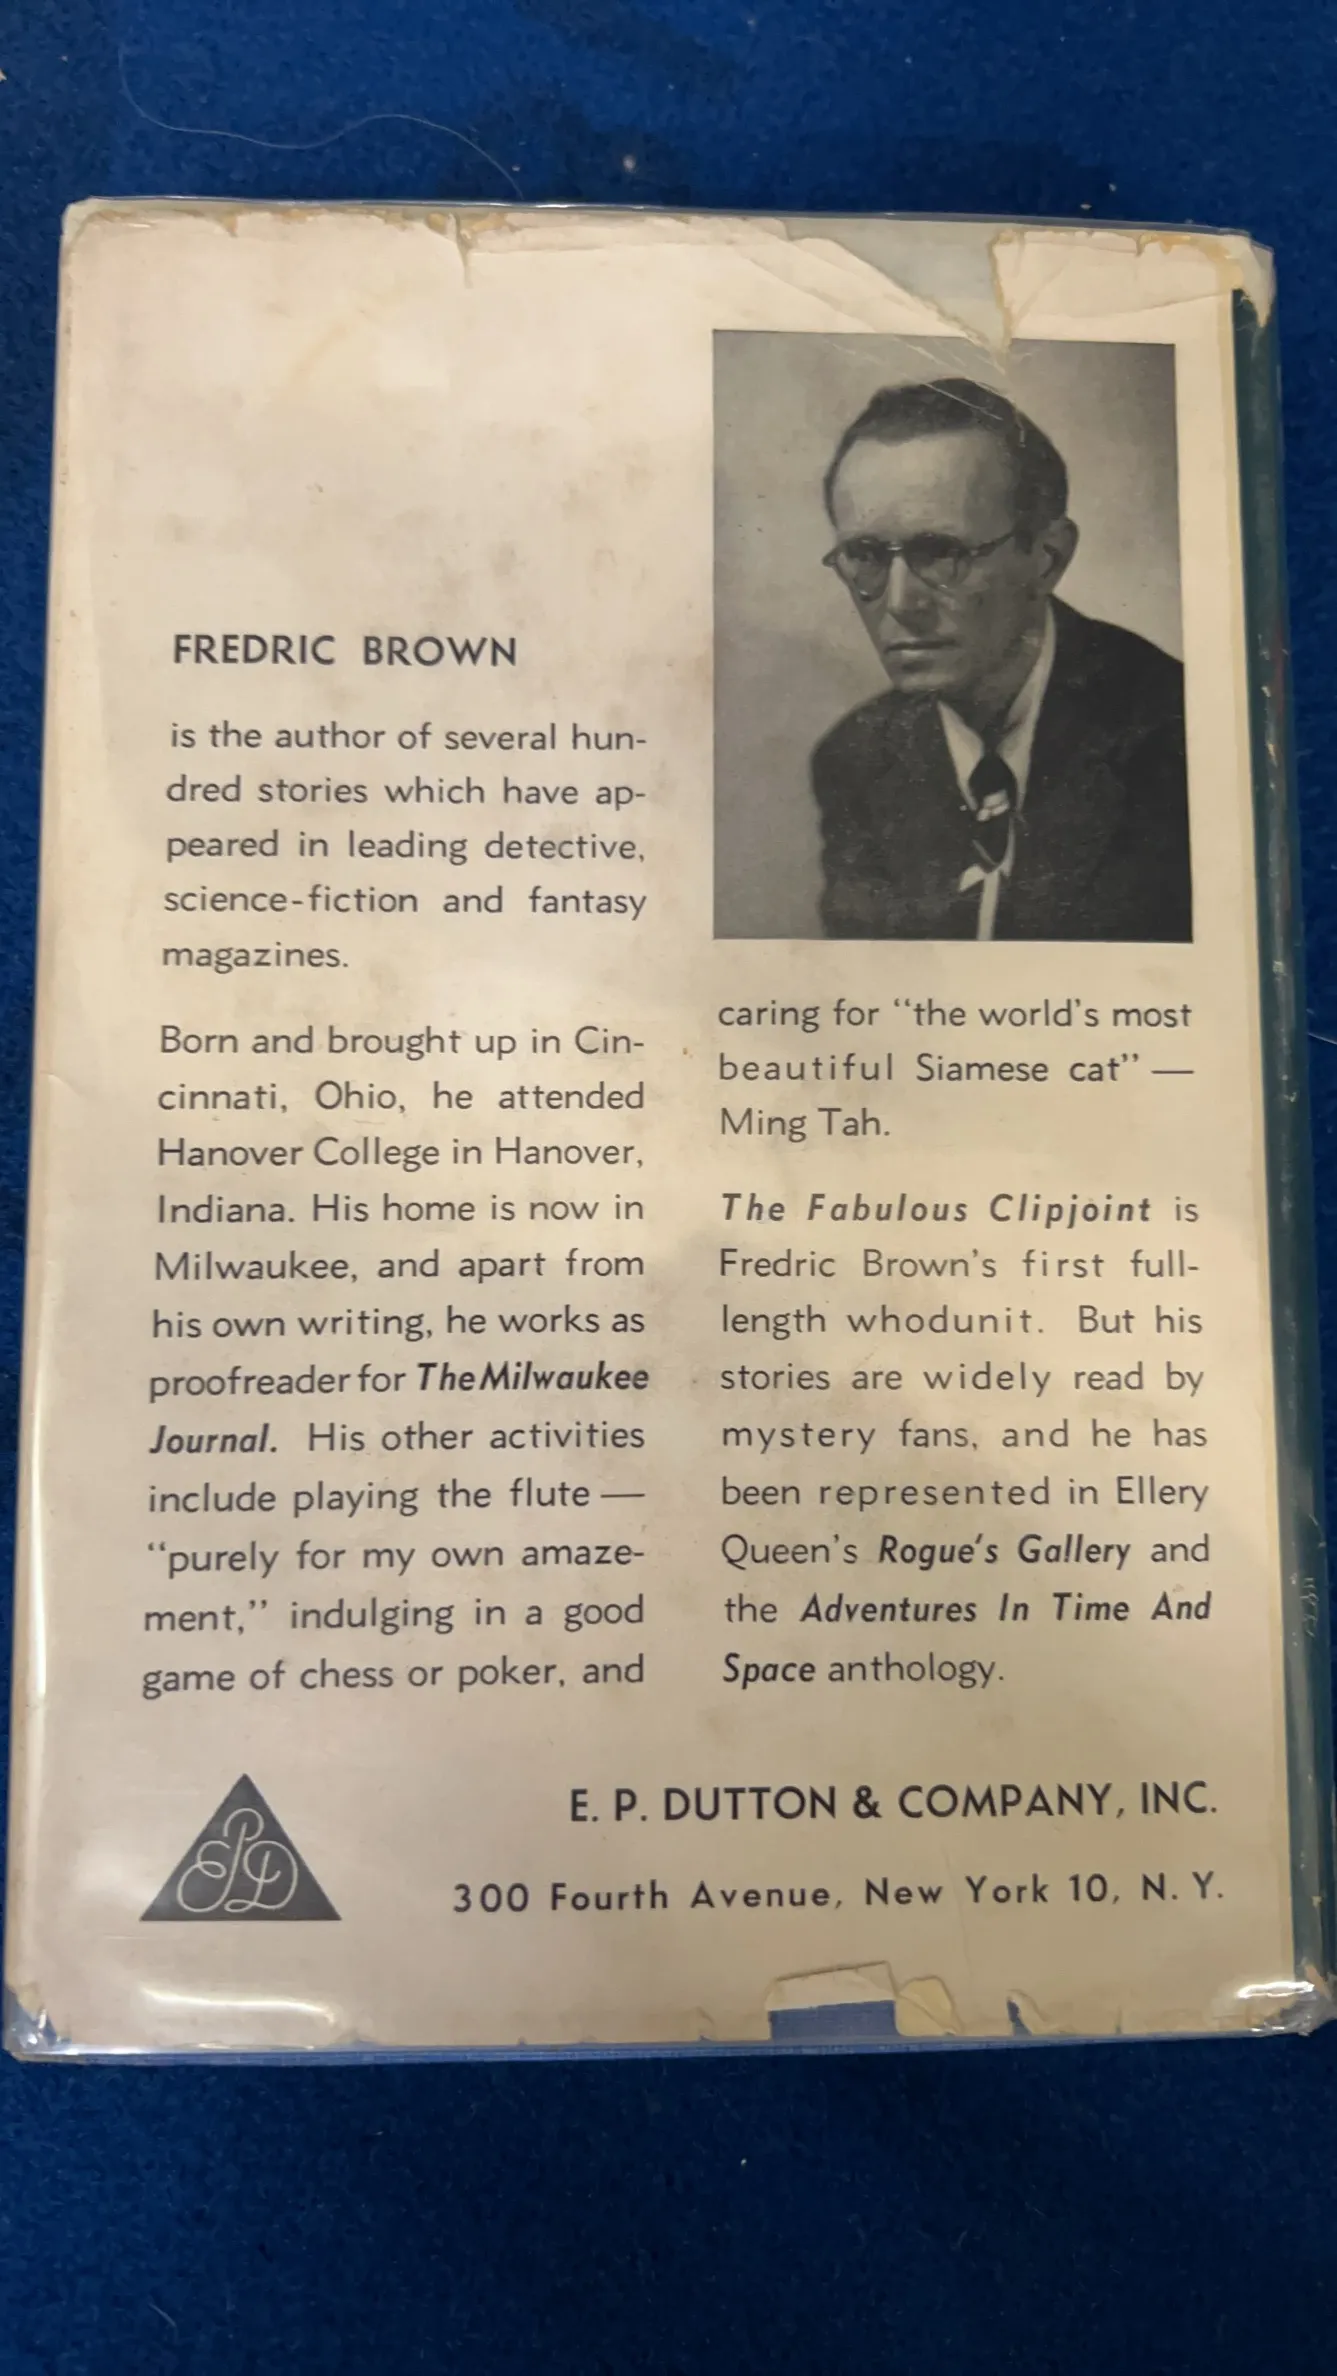 FREDRIC BROWN
is the author of several hun-
dred stories which have ap-
peared in leading detective,
science-fiction and fantasy
magazines.
Born and brought up in Cin-
cinnati, Ohio, he attended
Hanover College in Hanover,
Indiana. His home is now in
Milwaukee, and apart from
his own writing, he works as
proofreader for The Milwaukee
Journal. His other activities
include playing the flute —
“purely for my own amaze-
ment,” indulging in a good
game of chess or poker, and
caring for “the world's most
beautiful Siamese cat” —
Ming Tah.
The Fabulous Clipjoint is
Fredric Brown's first full-
length whodunit. But his
stories are widely read by
mystery fans, and he has
been represented in Ellery
Queen's Rogue's Gallery and
the Adventures In Time And
Space anthology.
EPD
E. P. DUTTON & COMPANY, INC.
300 Fourth Avenue, New York 10, N. Y.